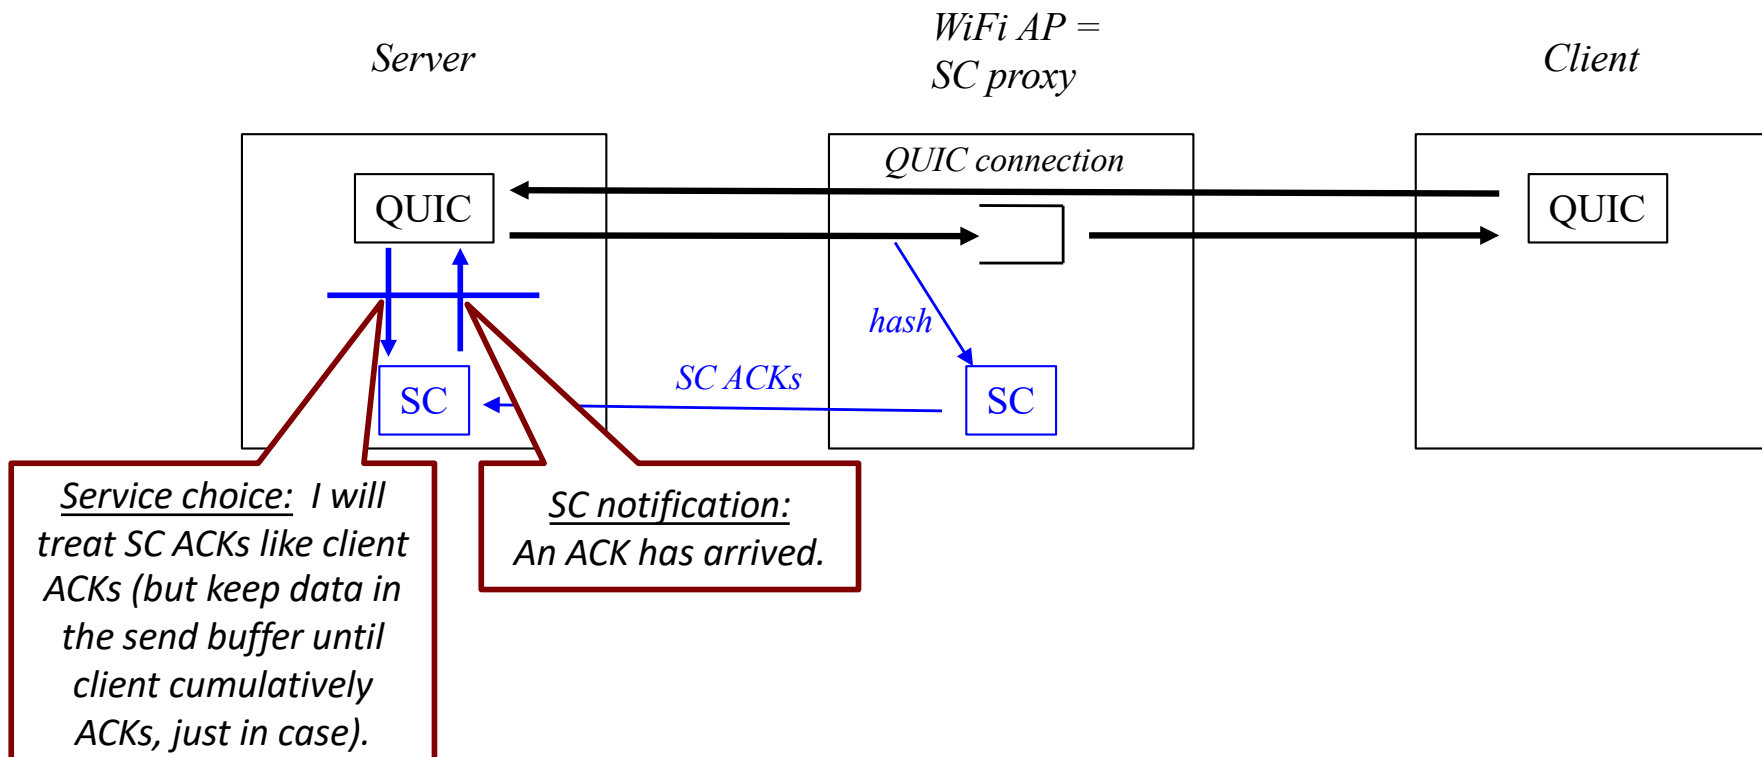 Server
WiFi AP =
SC proxy
Client
QUIC connection
QUIC
QUIC
hash
SC ACKs
SC
SC
Service choice: I will
treat SC ACKs like client
ACKs (but keep data in
the send buffer until
client cumulatively
ACKs, just in case).
SC notification:
An ACK has arrived.